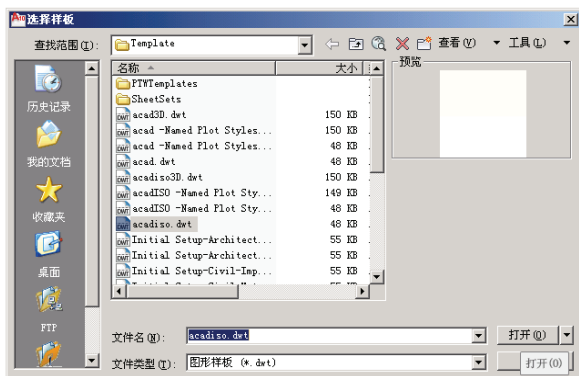 选择样板
查找范围(I):
Template
查看(V)
工具(L)
历史记录
我的文档
收藏夹
桌面
FTP
名称
大小
PTWTemplates
SheetSets
acad3D.dwt 150 KB
acad -Named Plot Styles... 150 KB
acad -Named Plot Styles... 48 KB
acad.dwt 48 KB
acadiso3D.dwt 150 KB
acadISO -Named Plot Sty... 149 KB
acadISO -Named Plot Sty... 48 KB
acadiso.dwt 48 KB
Initial Setup-Architect... 55 KB
Initial Setup-Architect... 55 KB
Initial Setup-Civil-Imp... 55 KB
预览
文件名(N):
acadiso.dwt
打开(O)
文件类型(T):
图形样板 (*.dwt)
打开(O)